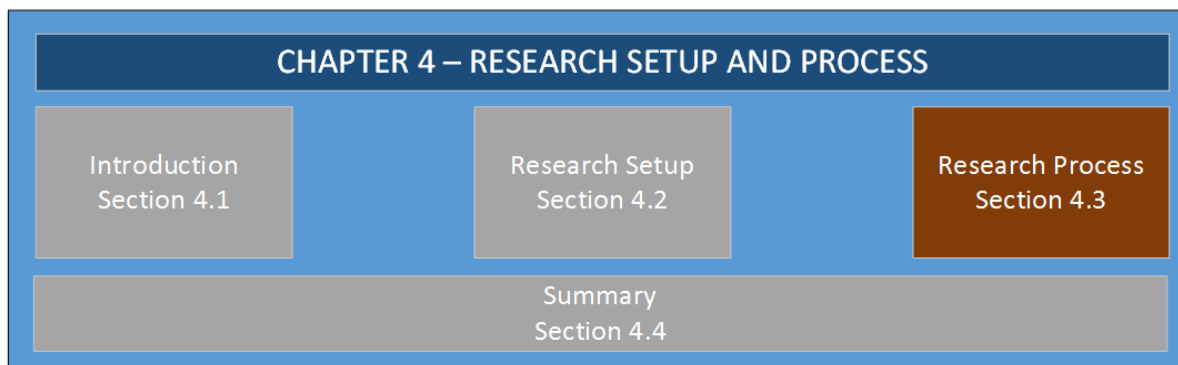 CHAPTER 4 – RESEARCH SETUP AND PROCESS
Introduction
Section 4.1
Research Setup
Section 4.2
Research Process
Section 4.3
Summary
Section 4.4